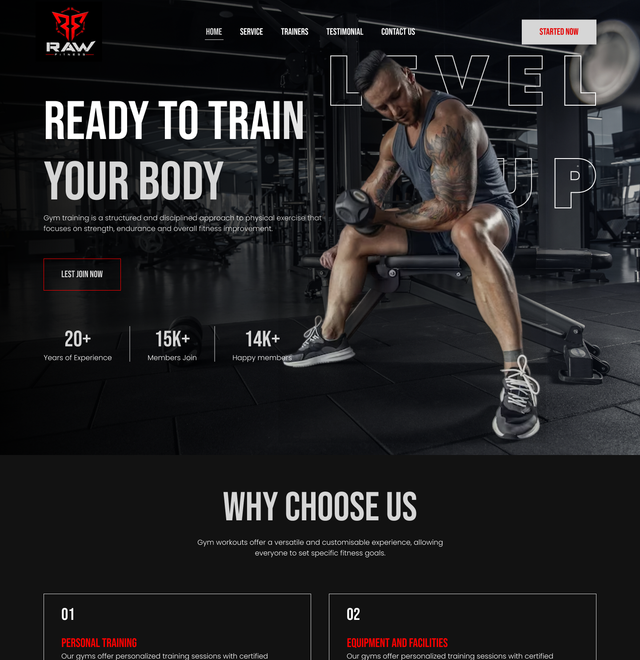 RAW
FITNESS
HOME
SERVICE
TRAINERS
TESTIMONIAL
CONTACT US
STARTED NOW
LEVEL
UP
READY TO TRAIN
YOUR BODY
Gym training is a structured and disciplined approach to physical exercise that
focuses on strength, endurance and overall fitness improvement.
LEST JOIN NOW
20+
Years of Experience
15K+
Members Join
14K+
Happy members
WHY CHOOSE US
Gym workouts offer a versatile and customisable experience, allowing
everyone to set specific fitness goals.
01
PERSONAL TRAINING
Our gyms offer personalized training sessions with certified
02
EQUIPMENT AND FACILITIES
Our gyms offer personalized training sessions with certified